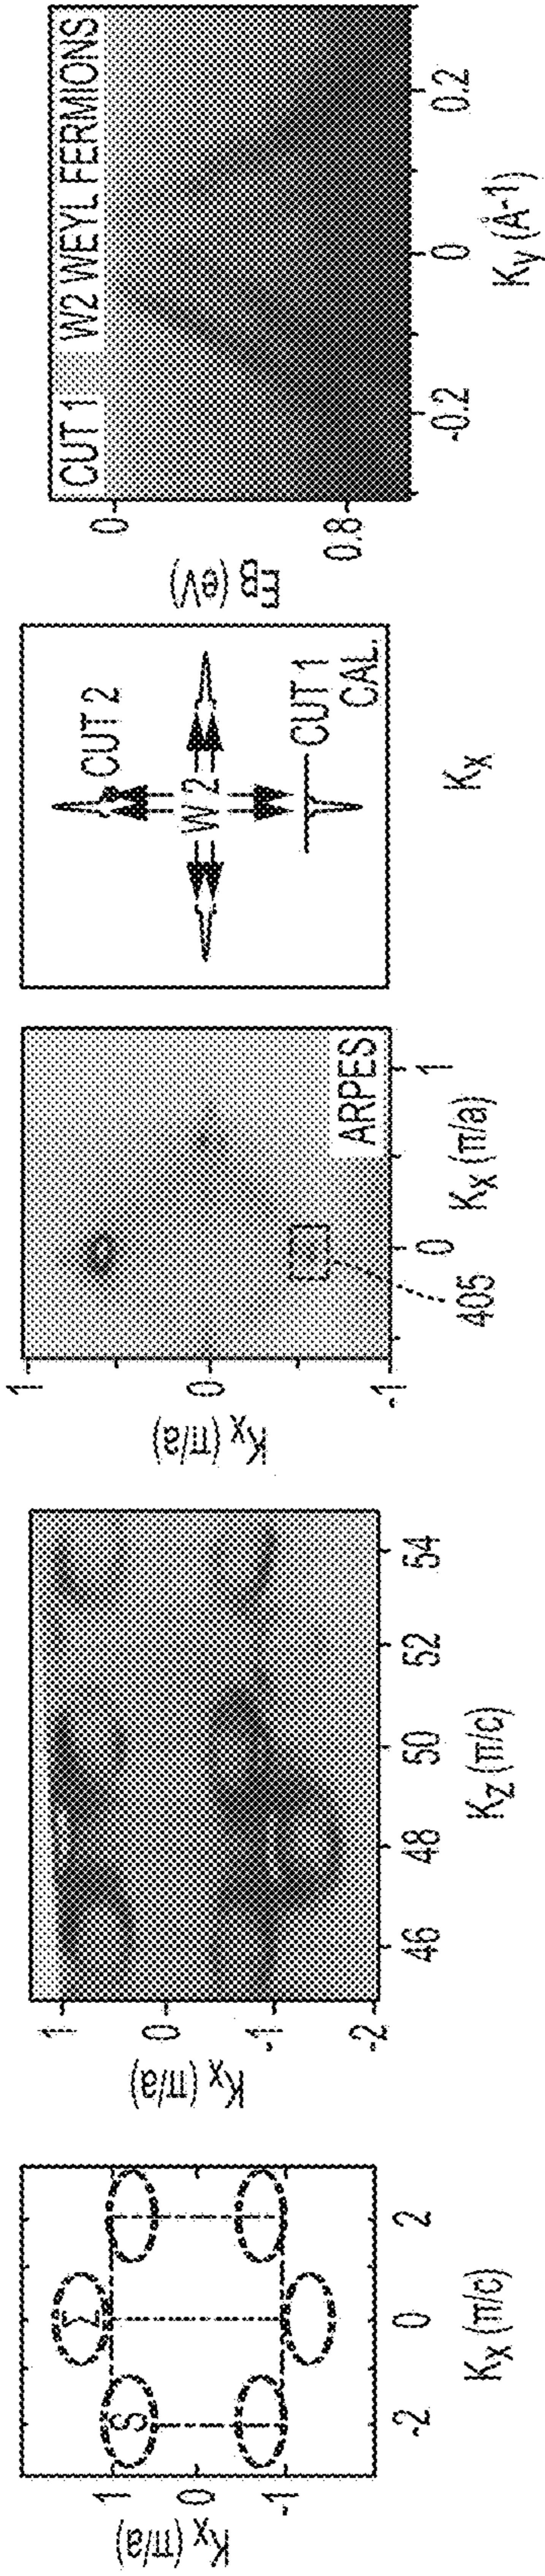 Kx (π/a)
1
0
-1
S
Σ
-2
0
2
Kx (π/c)
Kx (π/a)
1
0
-1
-2
46
48
50
52
54
Kz (π/c)
Kx (π/a)
1
0
-1
ARPES
0
1
Kx (π/a)
405
CUT 2
W2
CUT 1
CAL.
Kx
EB (eV)
0
0.8
CUT 1
W2 WEYL FERMIONS
-0.2
0
0.2
Ky (Å-1)